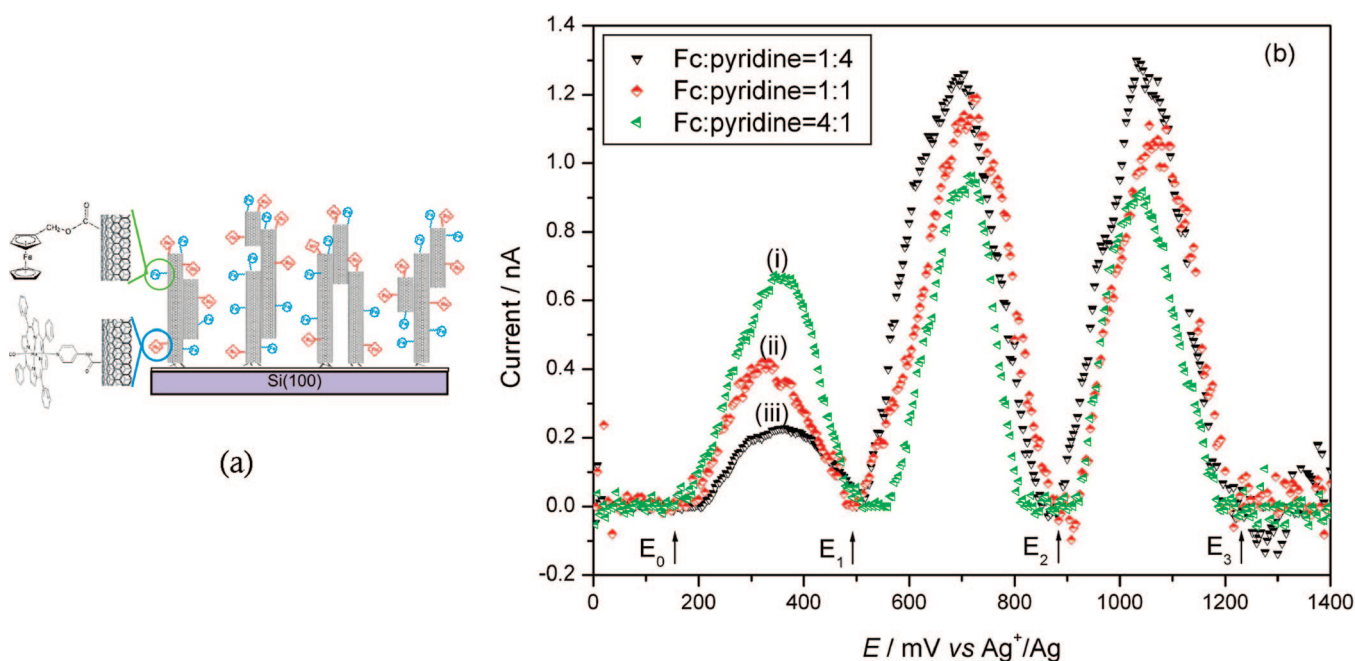 CH₂
O
C
O
Fe
Si(100)
(a)
(b)
Fc:pyridine=1:4
Fc:pyridine=1:1
Fc:pyridine=4:1
Current / nA
1.4
1.2
1.0
0.8
0.6
0.4
0.2
0.0
-0.2
(i)
(ii)
(iii)
E₀
E₁
E₂
E₃
0
200
400
600
800
1000
1200
1400
E / mV vs Ag⁺/Ag